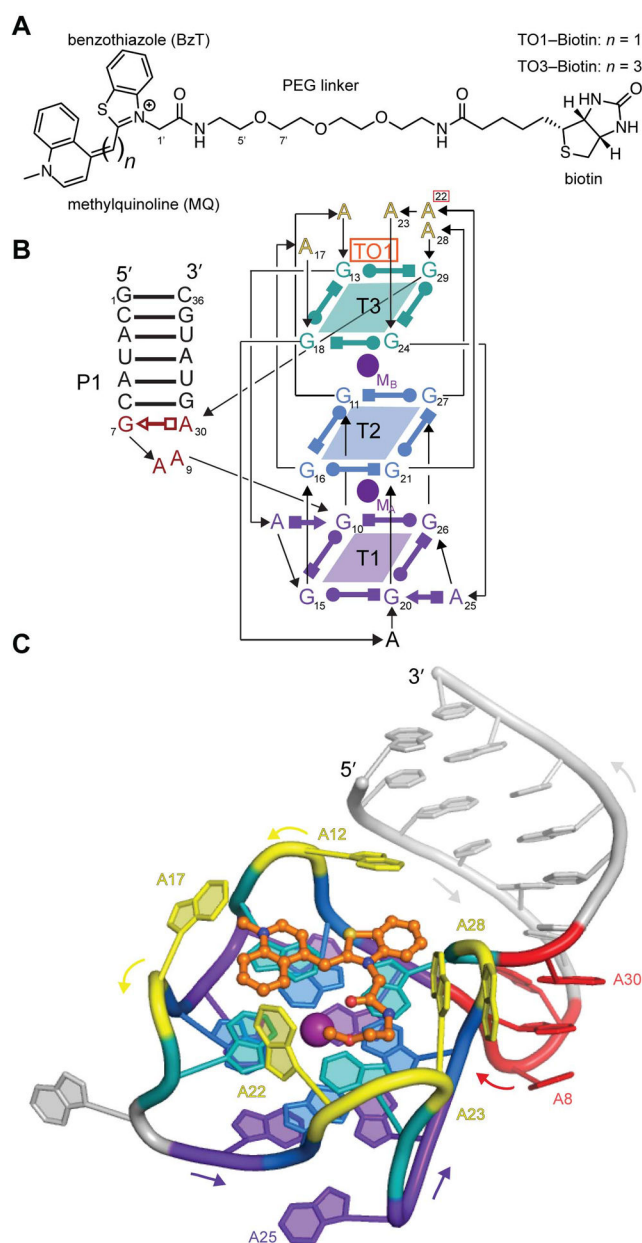 A
benzothiazole (BzT)
TO1–Biotin: n = 1
TO3–Biotin: n = 3
PEG linker
S
N
+
O
N
H
O
O
O
H
N
O
O
HN
NH
H
H
S
1'
5'
7'
n
N
methylquinoline (MQ)
biotin
B
5'
3'
1G
C36
C
G
A
U
U
A
A
U
C
G
P1
G7
A30
A
A9
A
A23
A22
A28
A17
TO1
G13
G29
T3
G18
G24
MB
G11
G27
T2
G16
G21
MA
A
G10
G26
T1
G15
G20
A25
A
C
3'
5'
A12
A17
A28
A30
A22
A23
A8
A25